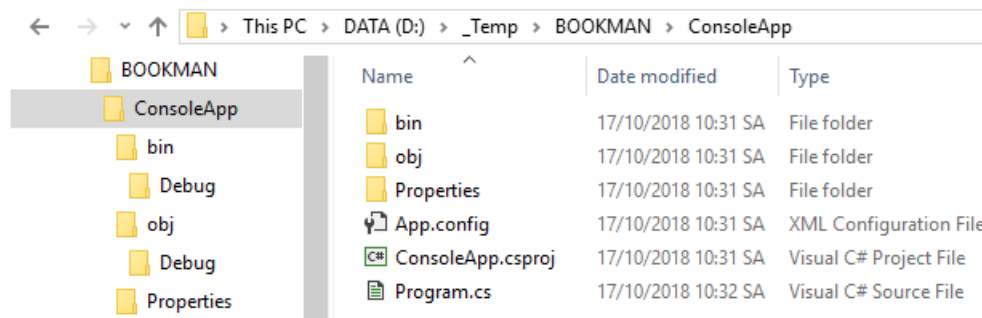 This PC > DATA (D:) > _Temp > BOOKMAN > ConsoleApp
BOOKMAN
ConsoleApp
bin
Debug
obj
Debug
Properties
Name Date modified Type
bin 17/10/2018 10:31 SA File folder
obj 17/10/2018 10:31 SA File folder
Properties 17/10/2018 10:31 SA File folder
App.config 17/10/2018 10:31 SA XML Configuration File
C# ConsoleApp.csproj 17/10/2018 10:31 SA Visual C# Project File
Program.cs 17/10/2018 10:32 SA Visual C# Source File